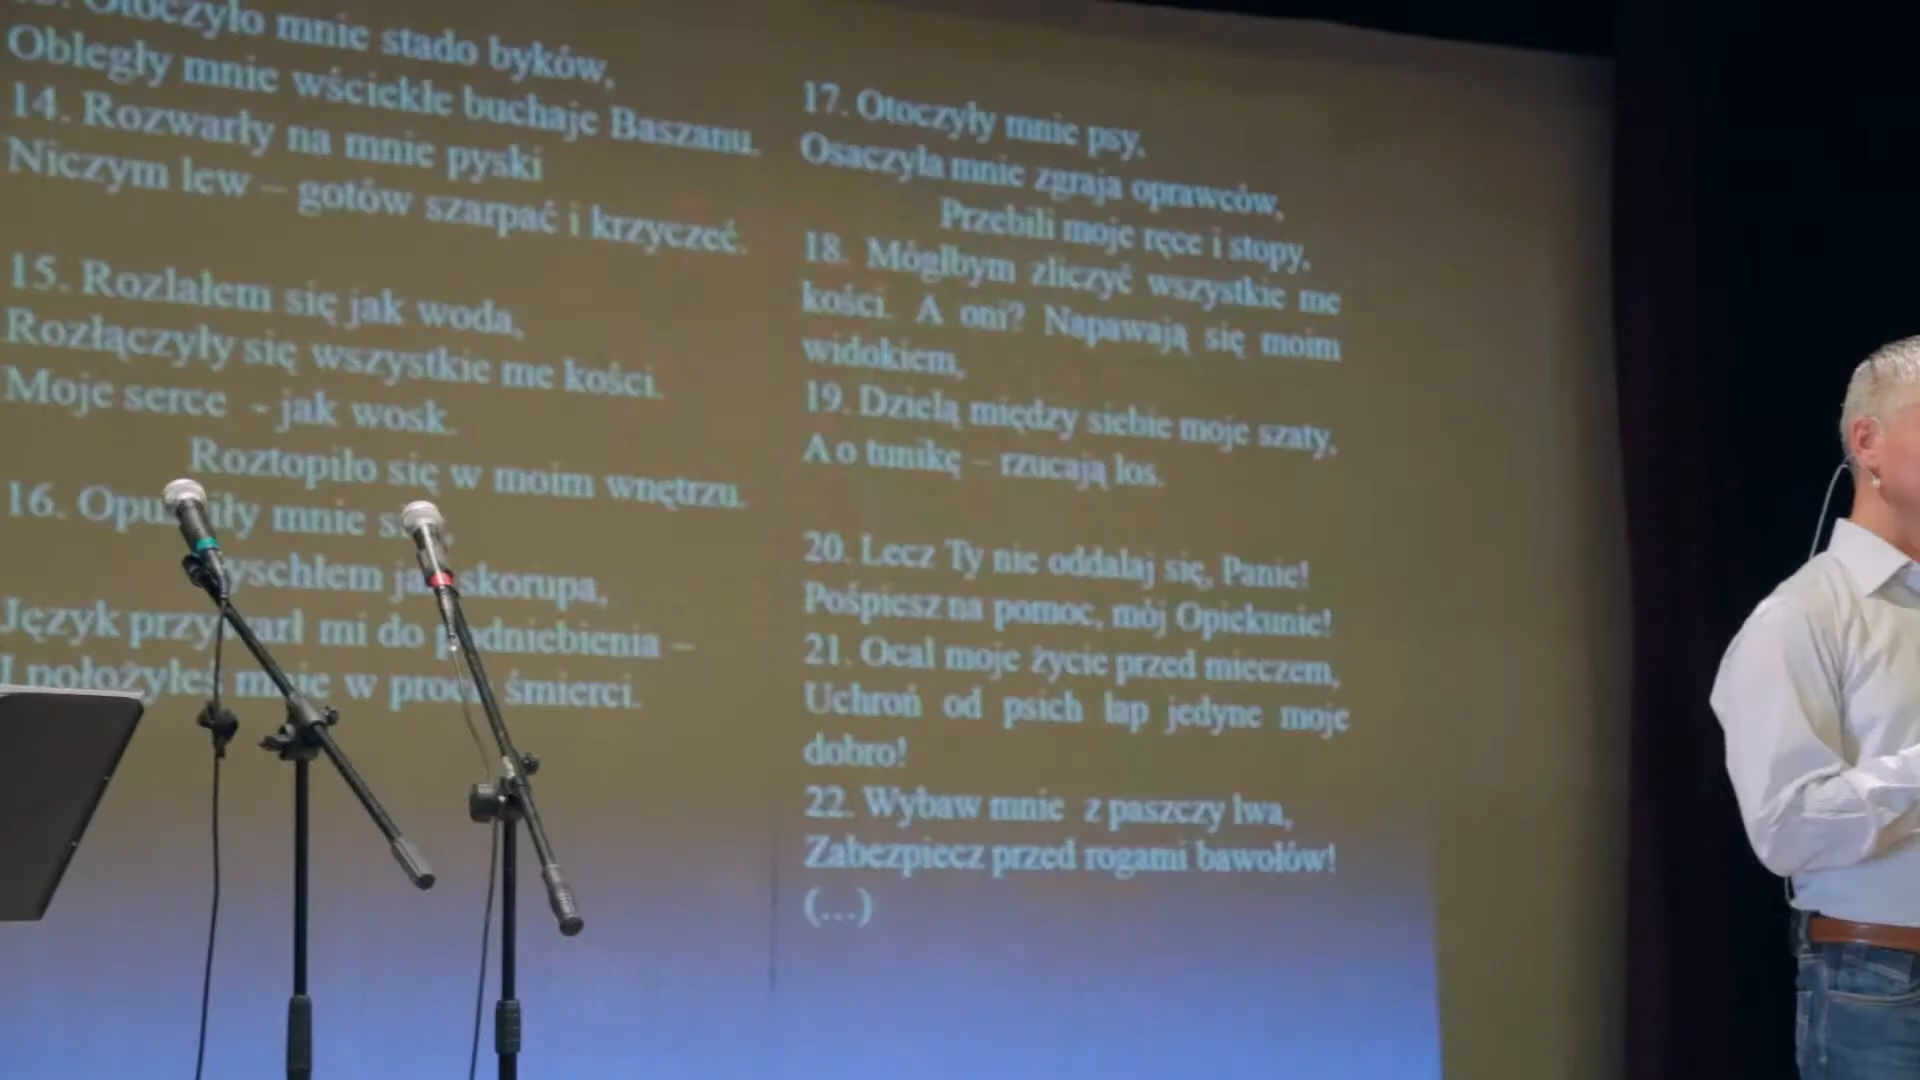 Otoczyło mnie stado byków,
Obległy mnie wściekłe buchaje Baszanu.
14. Rozwarły na mnie pyski
Niczym lew – gotów szarpać i krzyczeć.
15. Rozlałem się jak woda,
Rozłączyły się wszystkie me kości.
Moje serce - jak wosk.
Roztopiło się w moim wnętrzu.
16. mnie
skorupa,
Język mi do podniebienia –
I położyłeś mnie w śmierci.
17. Otoczyły mnie psy,
Osaczyła mnie zgraja oprawców,
Przebili moje ręce i stopy,
18. Mógłbym zliczyć wszystkie me
kości. A oni? Napawają się moim
widokiem,
19. Dzielą między siebie moje szaty,
A o tunikę – rzucają los.
20. Lecz Ty nie oddalaj się, Panie!
Pośpiesz na pomoc, mój Opiekunie!
21. Ocal moje życie przed mieczem,
Uchroń od psich łap jedyne moje
dobro!
22. Wybaw mnie z paszczy lwa,
Zabezpiecz przed rogami bawołów!
(…)